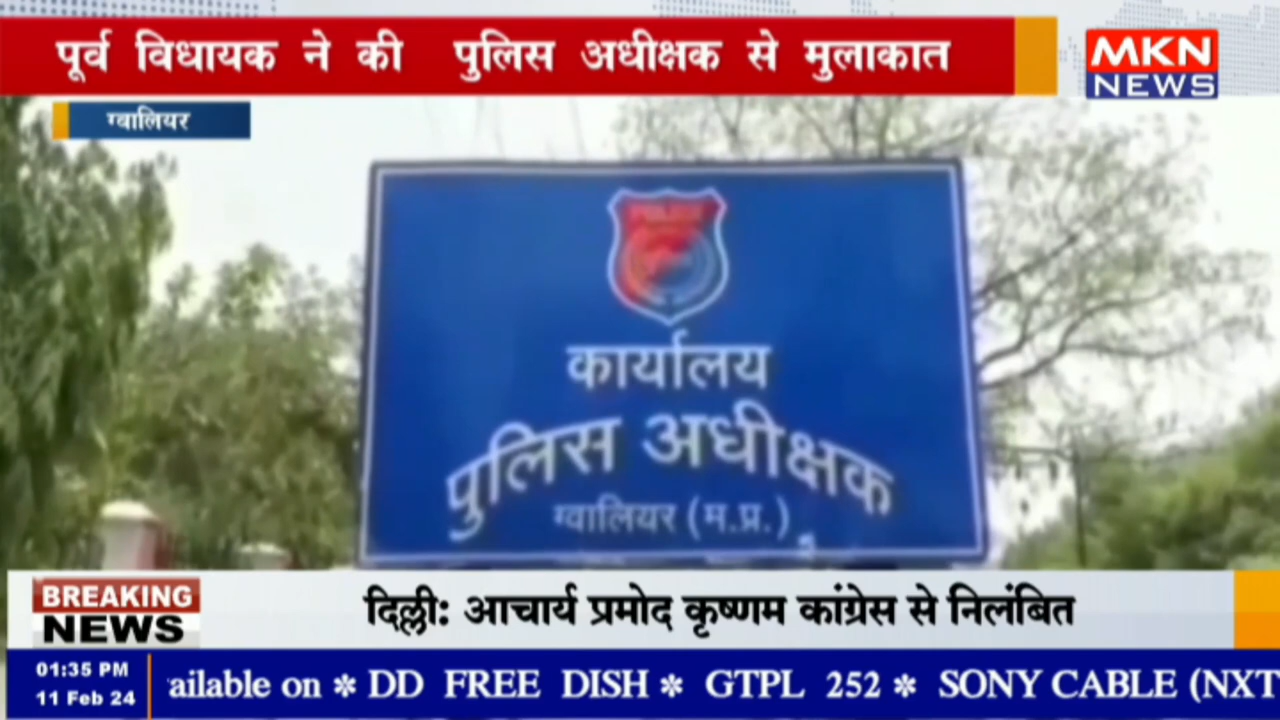 पूर्व विधायक ने की पुलिस अधीक्षक से मुलाकात
MKN
NEWS
ग्वालियर
कार्यालय
पुलिस अधीक्षक
ग्वालियर (म.प्र.)
BREAKING
NEWS
दिल्ली: आचार्य प्रमोद कृष्णम कांग्रेस से निलंबित
01:35 PM
11 Feb 24
ailable on * DD FREE DISH * GTPL 252 * SONY CABLE (NXT